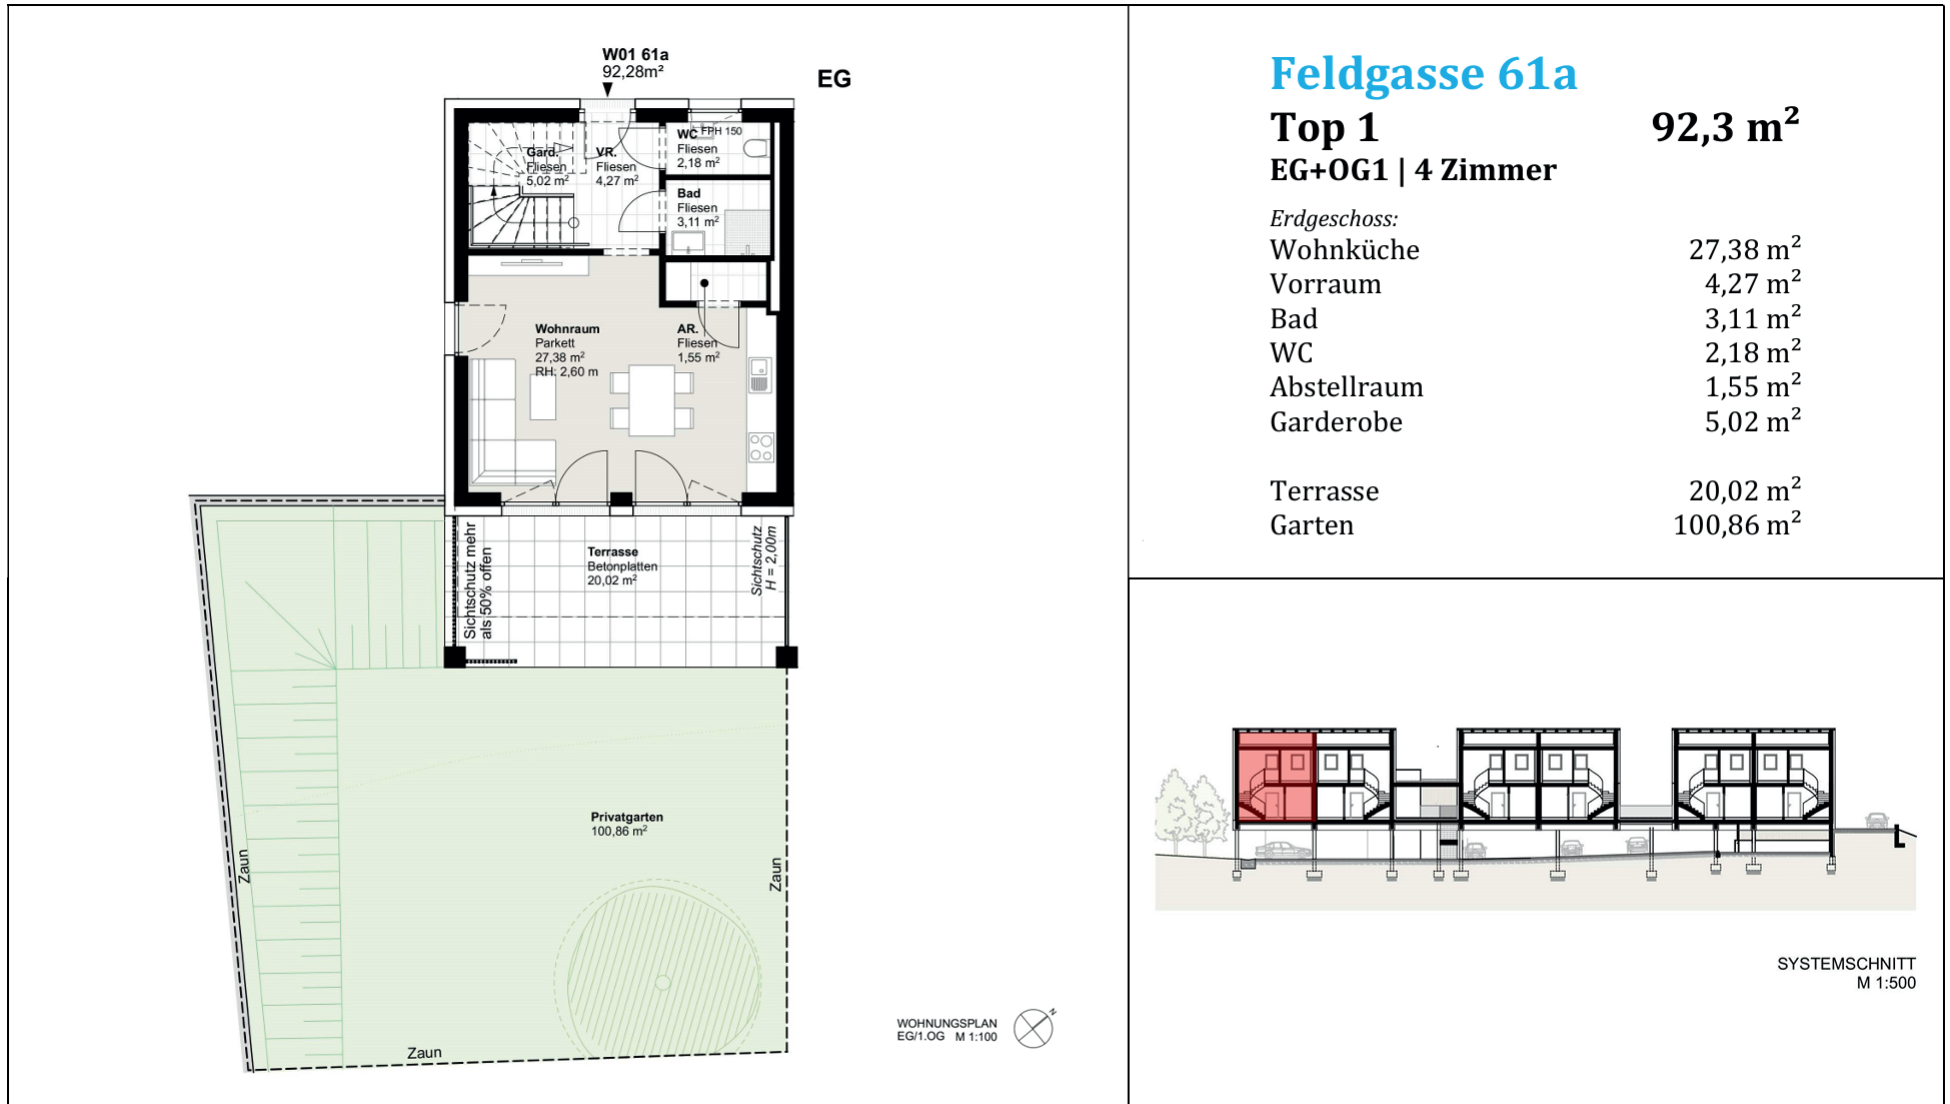 W01 61a
92,28m²
EG
WC
FPH 150
Fliesen
2,18 m²
Gard.
Fliesen
5,02 m²
VR.
Fliesen
4,27 m²
Bad
Fliesen
3,11 m²
Wohnraum
Parkett
27,38 m²
RH: 2,60 m
AR.
Fliesen
1,55 m²
Sichtschutz mehr
als 50% offen
Terrasse
Betonplatten
20,02 m²
Sichtschutz
H = 2,00m
Privatgarten
100,86 m²
Zaun
Zaun
Zaun
WOHNUNGSPLAN
EG/1.OG M 1:100
N
Feldgasse 61a
Top 1 92,3 m²
EG+OG1 | 4 Zimmer
Erdgeschoss:
Wohnküche 27,38 m²
Vorraum 4,27 m²
Bad 3,11 m²
WC 2,18 m²
Abstellraum 1,55 m²
Garderobe 5,02 m²
Terrasse 20,02 m²
Garten 100,86 m²
SYSTEMSCHNITT
M 1:500